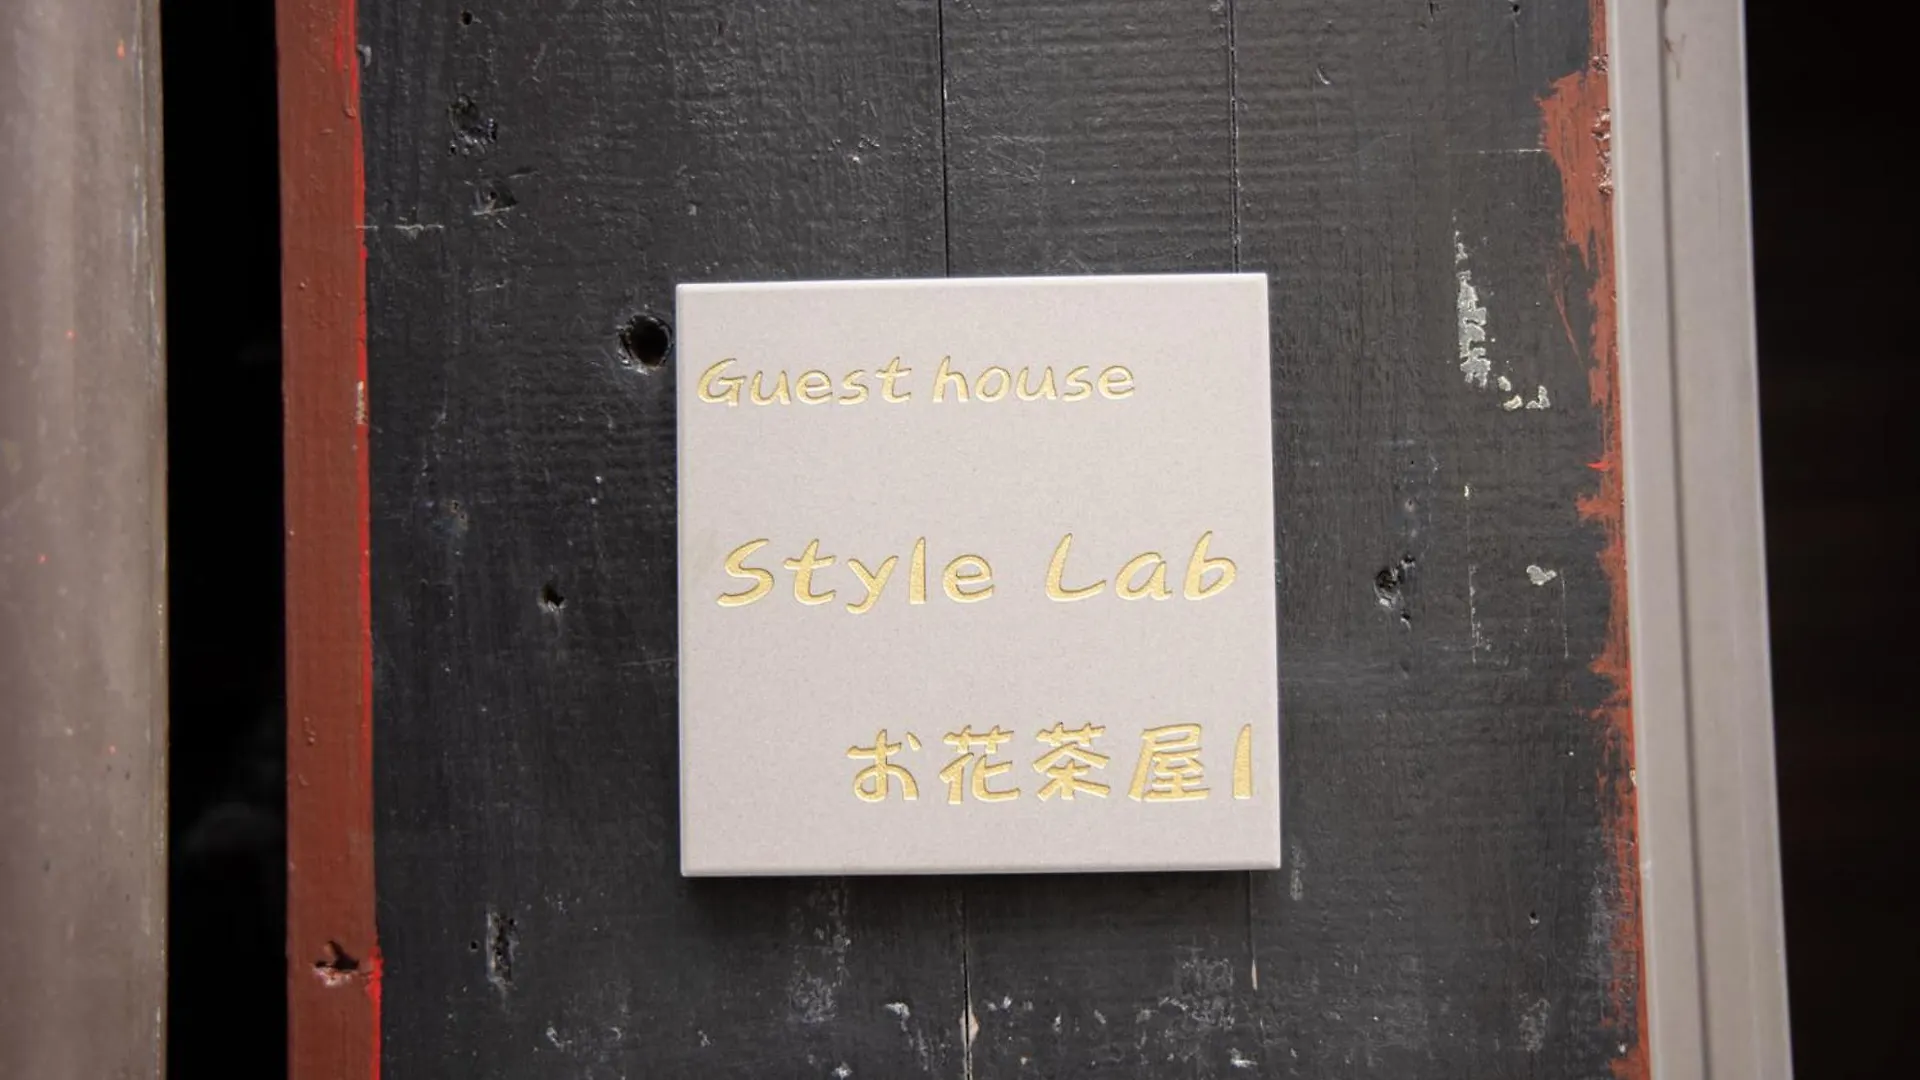 Guest house
Style Lab
お花茶屋1